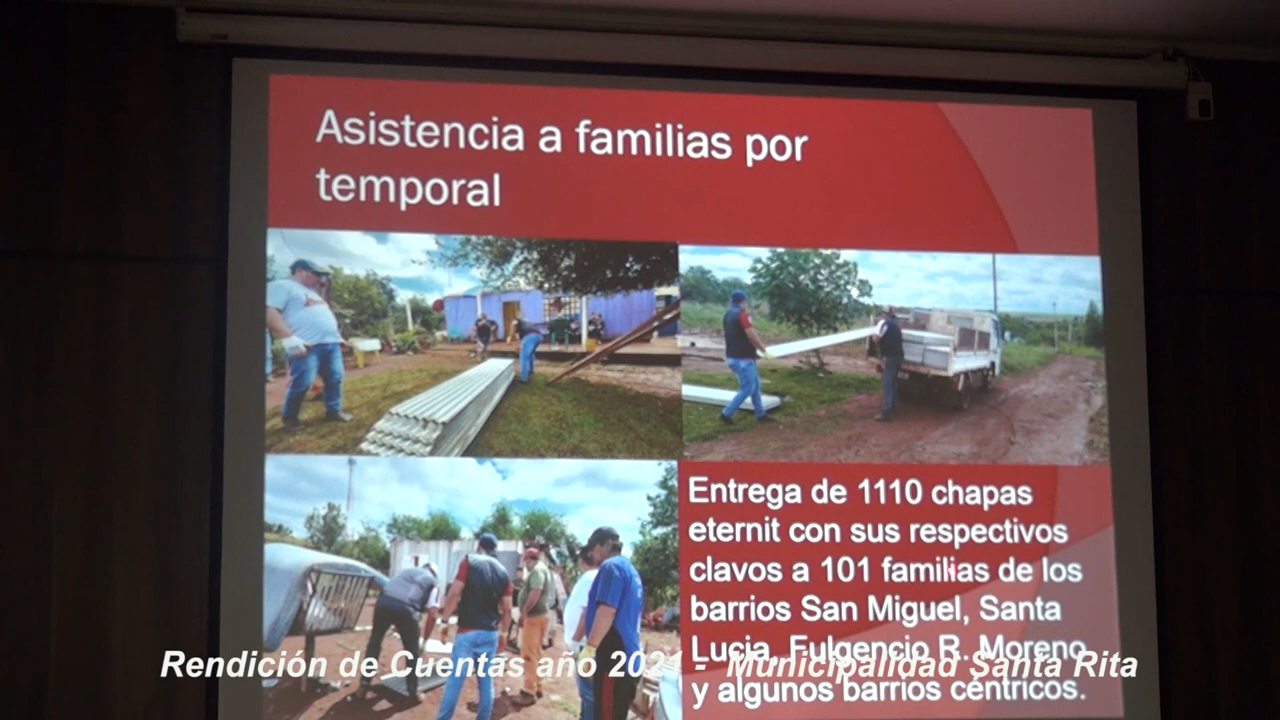 Asistencia a familias por
temporal
Entrega de 1110 chapas
eternit con sus respectivos
clavos a 101 familias de los
barrios San Miguel, Santa
Lucia, Fulgencio R. Moreno
y algunos barrios céntricos.
Rendición de Cuentas año 2021 - Municipalidad Santa Rita